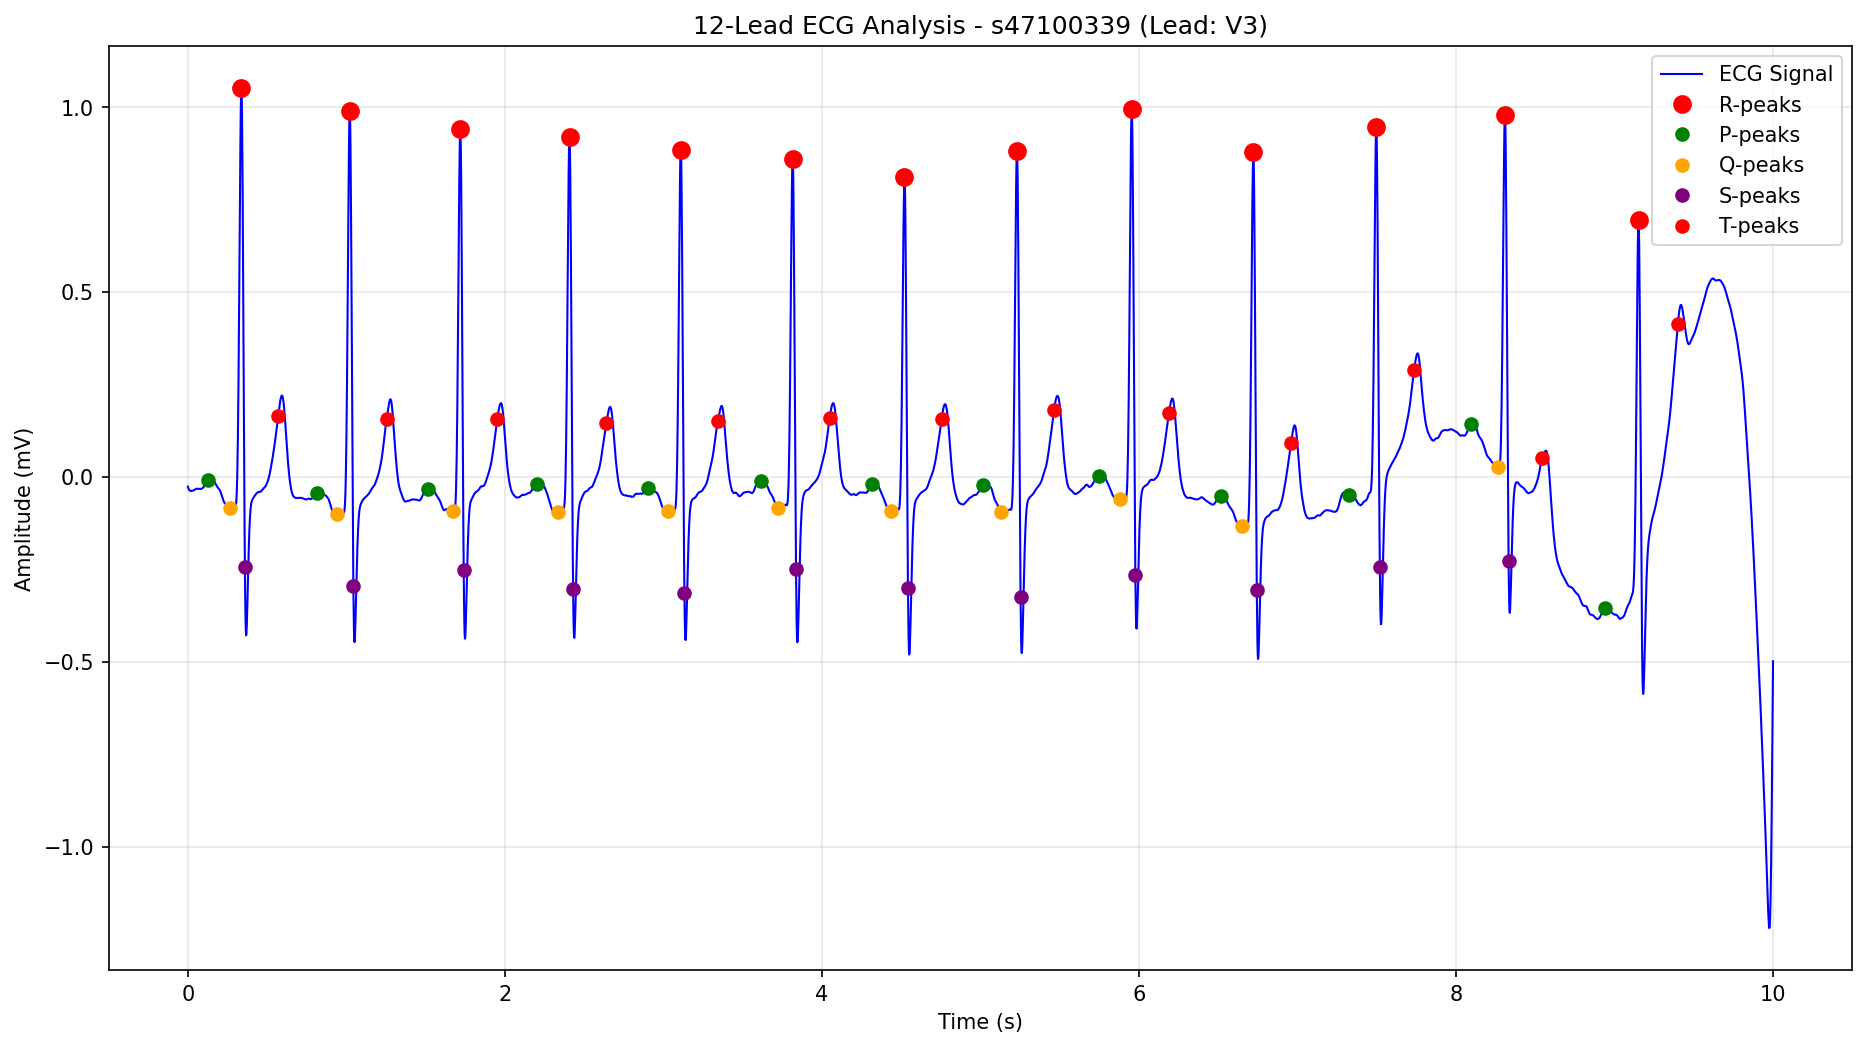 12-Lead ECG Analysis - s47100339 (Lead: V3)
ECG Signal
R-peaks
P-peaks
Q-peaks
S-peaks
T-peaks
Amplitude (mV)
1.0
0.5
0.0
−0.5
−1.0
0 2 4 6 8 10
Time (s)